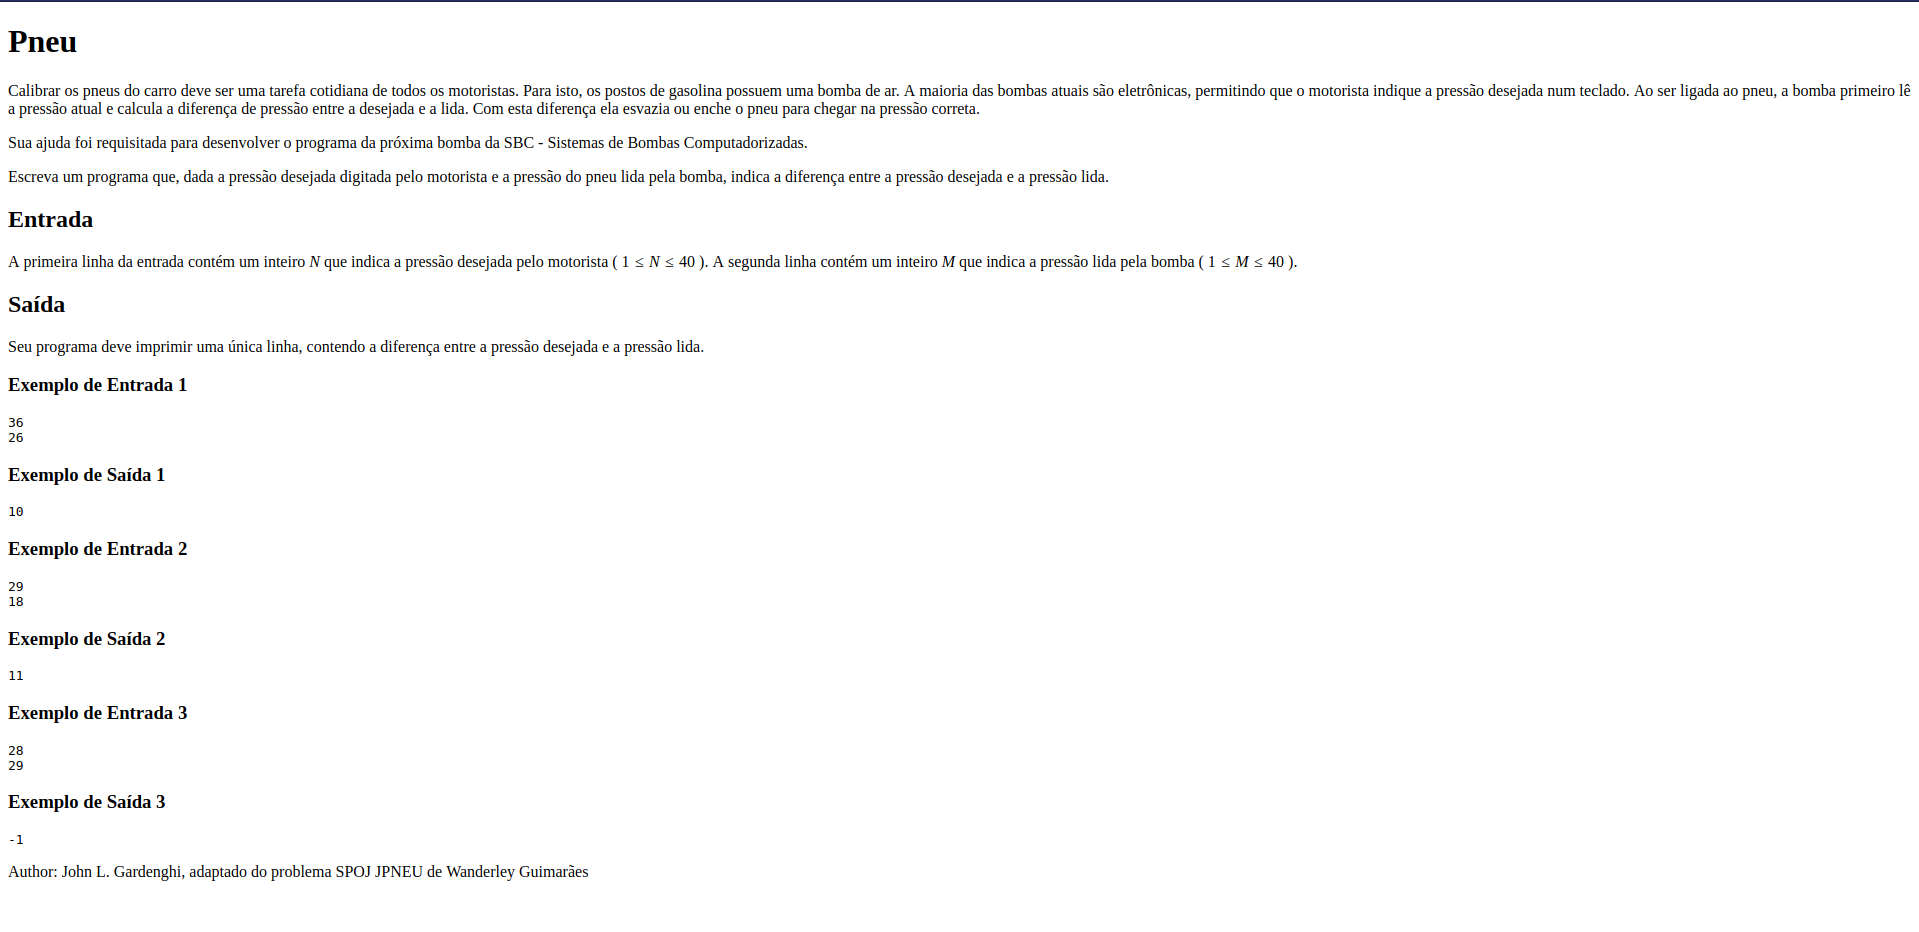 Pneu
Calibrar os pneus do carro deve ser uma tarefa cotidiana de todos os motoristas. Para isto, os postos de gasolina possuem uma bomba de ar. A maioria das bombas atuais são eletrônicas, permitindo que o motorista indique a pressão desejada num teclado. Ao ser ligada ao pneu, a bomba primeiro lê
a pressão atual e calcula a diferença de pressão entre a desejada e a lida. Com esta diferença ela esvazia ou enche o pneu para chegar na pressão correta.
Sua ajuda foi requisitada para desenvolver o programa da próxima bomba da SBC - Sistemas de Bombas Computadorizadas.
Escreva um programa que, dada a pressão desejada digitada pelo motorista e a pressão do pneu lida pela bomba, indica a diferença entre a pressão desejada e a pressão lida.
Entrada
A primeira linha da entrada contém um inteiro N que indica a pressão desejada pelo motorista ( 1 ≤ N ≤ 40 ). A segunda linha contém um inteiro M que indica a pressão lida pela bomba ( 1 ≤ M ≤ 40 ).
Saída
Seu programa deve imprimir uma única linha, contendo a diferença entre a pressão desejada e a pressão lida.
Exemplo de Entrada 1
36
26
Exemplo de Saída 1
10
Exemplo de Entrada 2
29
18
Exemplo de Saída 2
11
Exemplo de Entrada 3
28
29
Exemplo de Saída 3
-1
Author: John L. Gardenghi, adaptado do problema SPOJ JPNEU de Wanderley Guimarães